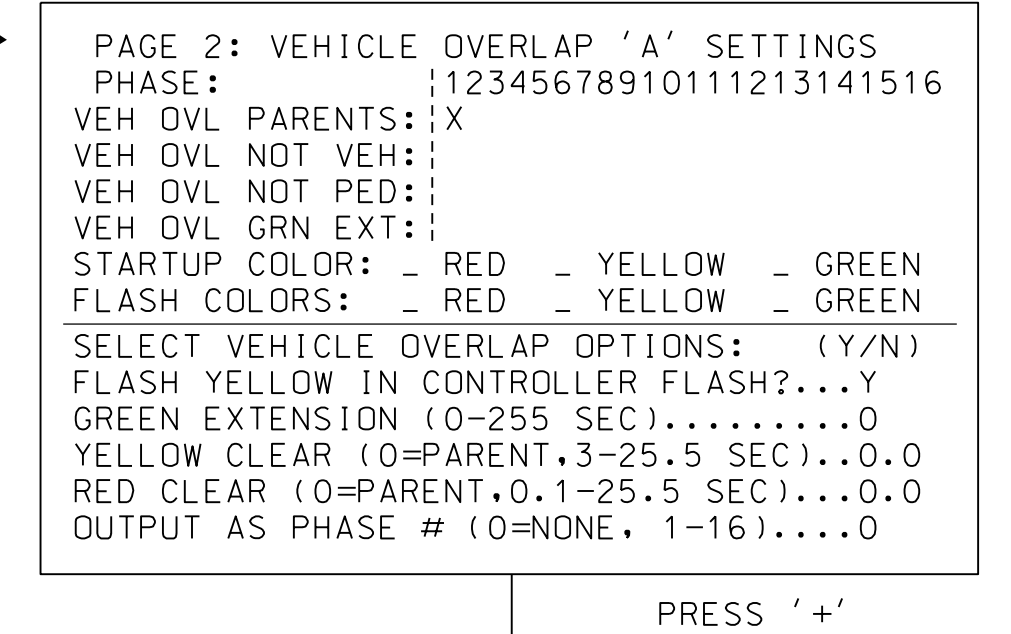 PAGE 2: VEHICLE OVERLAP 'A' SETTINGS
PHASE: ¦12345678910111213141516
VEH OVL PARENTS:¦X
VEH OVL NOT VEH:¦
VEH OVL NOT PED:¦
VEH OVL GRN EXT:¦
STARTUP COLOR: _ RED _ YELLOW _ GREEN
FLASH COLORS: _ RED _ YELLOW _ GREEN
SELECT VEHICLE OVERLAP OPTIONS: (Y/N)
FLASH YELLOW IN CONTROLLER FLASH?...Y
GREEN EXTENSION (0-255 SEC).........0
YELLOW CLEAR (0=PARENT,3-25.5 SEC)..0.0
RED CLEAR (0=PARENT,0.1-25.5 SEC)...0.0
OUTPUT AS PHASE # (0=NONE, 1-16)....0
PRESS '+'